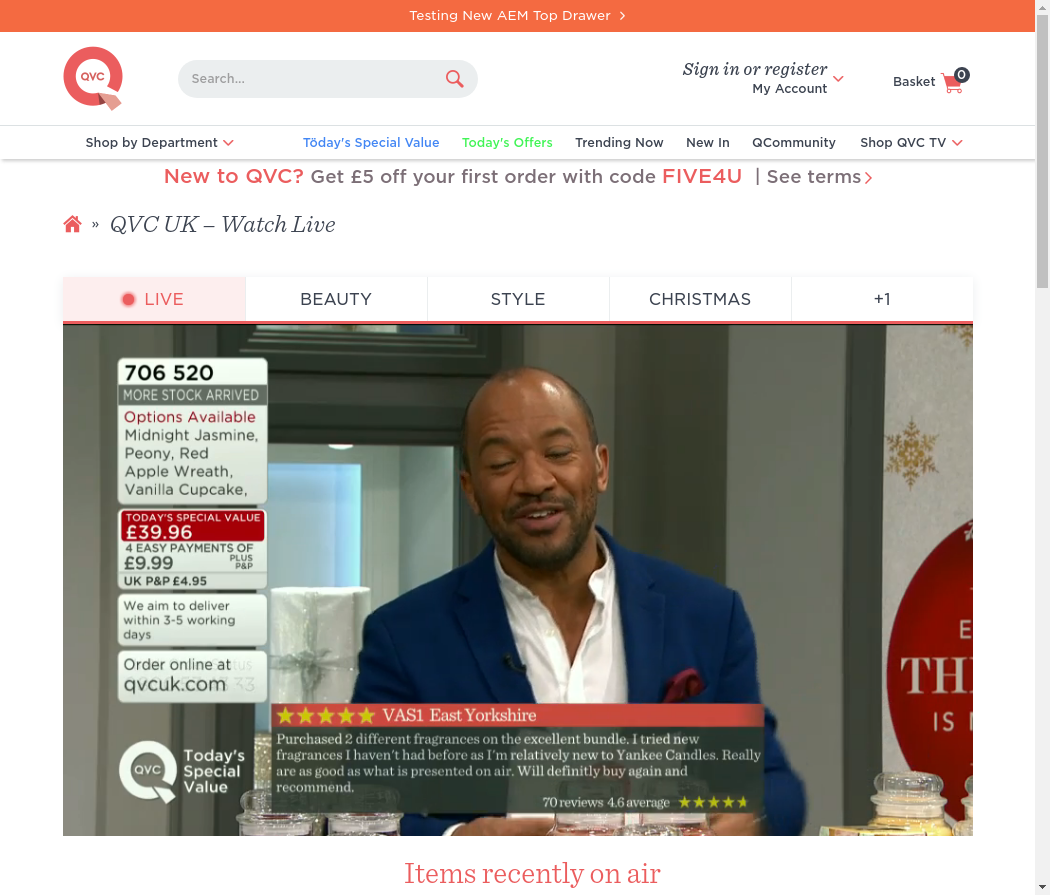 Testing New AEM Top Drawer
QVC
Search...
Sign in or register
My Account
Basket
0
Shop by Department
Töday's Special Value
Today's Offers
Trending Now
New In
QCommunity
Shop QVC TV
New to QVC? Get £5 off your first order with code FIVE4U | See terms
» QVC UK – Watch Live
LIVE
BEAUTY
STYLE
CHRISTMAS
+1
706 520
MORE STOCK ARRIVED
Options Available
Midnight Jasmine,
Peony, Red
Apple Wreath,
Vanilla Cupcake,
TODAY'S SPECIAL VALUE
£39.96
4 EASY PAYMENTS OF
£9.99 PLUS P&P
UK P&P £4.95
We aim to deliver
within 3-5 working
days
Order online at
qvcuk.com
QVC
Today's
Special
Value
VAS1 East Yorkshire
Purchased 2 different fragrances on the excellent bundle. I tried new
fragrances I haven't had before as I'm relatively new to Yankee Candles. Really
are as good as what is presented on air. Will definitly buy again and
recommend.
70 reviews 4.6 average
E
TH
IS
Items recently on air